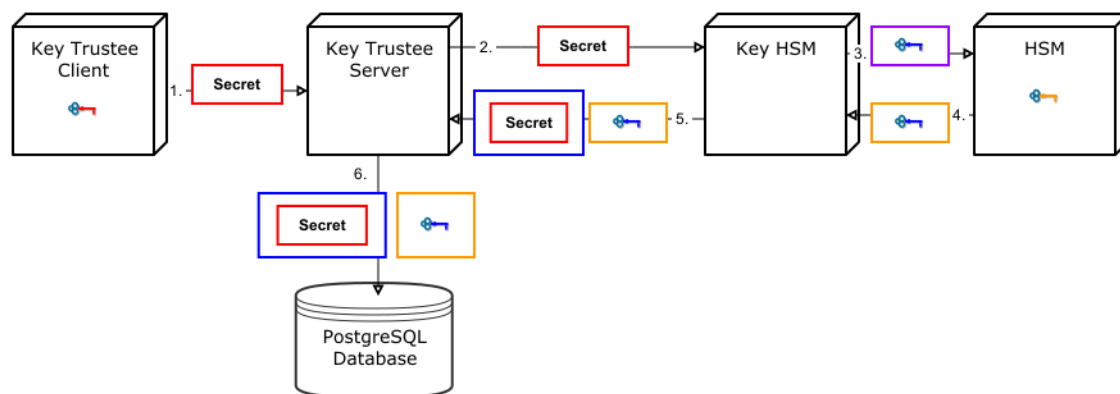 Key Trustee
Client
1.
Secret
Key Trustee
Server
2.
Secret
Key HSM
3.
HSM
Secret
5.
4.
6.
Secret
PostgreSQL
Database